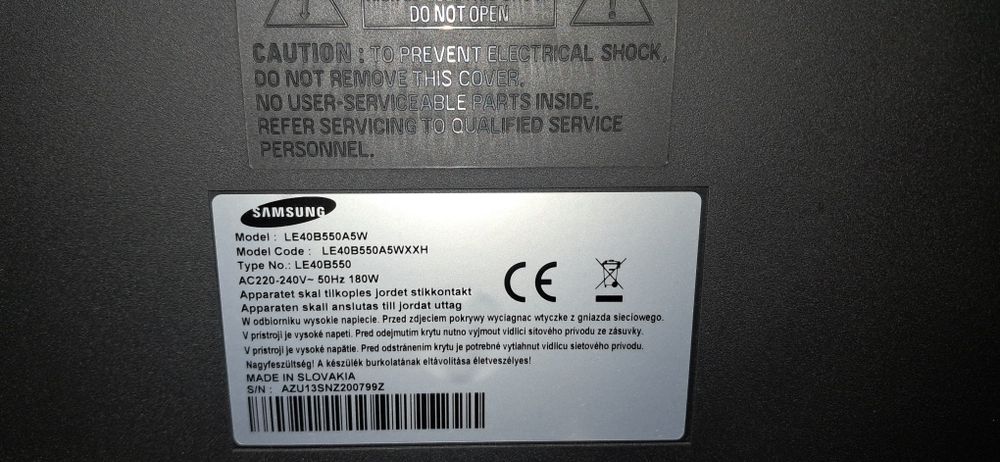 DO NOT OPEN
CAUTION : TO PREVENT ELECTRICAL SHOCK,
DO NOT REMOVE THIS COVER.
NO USER-SERVICEABLE PARTS INSIDE.
REFER SERVICING TO QUALIFIED SERVICE
PERSONNEL.
SAMSUNG
Model : LE40B550A5W
Model Code : LE40B550A5WXXH
Type No.: LE40B550
AC220-240V~ 50Hz 180W
CE
Apparatet skal tilkoples jordet stikkontakt
Apparaten skall anslutas till jordat uttag
W odbiorniku wysokie napiecie. Przed zdjeciem pokrywy wyciagnac wtyczke z gniazda sieciowego.
V prístroji je vysoké napetí. Pred odejmutím krytu nutno vyjmout vidlici sítového prívodu ze zásuvky.
V prístroji je vysoké napätie. Pred odstránením krytu je potrebné vytiahnut vidlicu sietového prívodu.
Nagyfeszültség! A készülék burkolatának eltávolítása életveszélyes!
MADE IN SLOVAKIA
S/N : AZU13SNZ200799Z